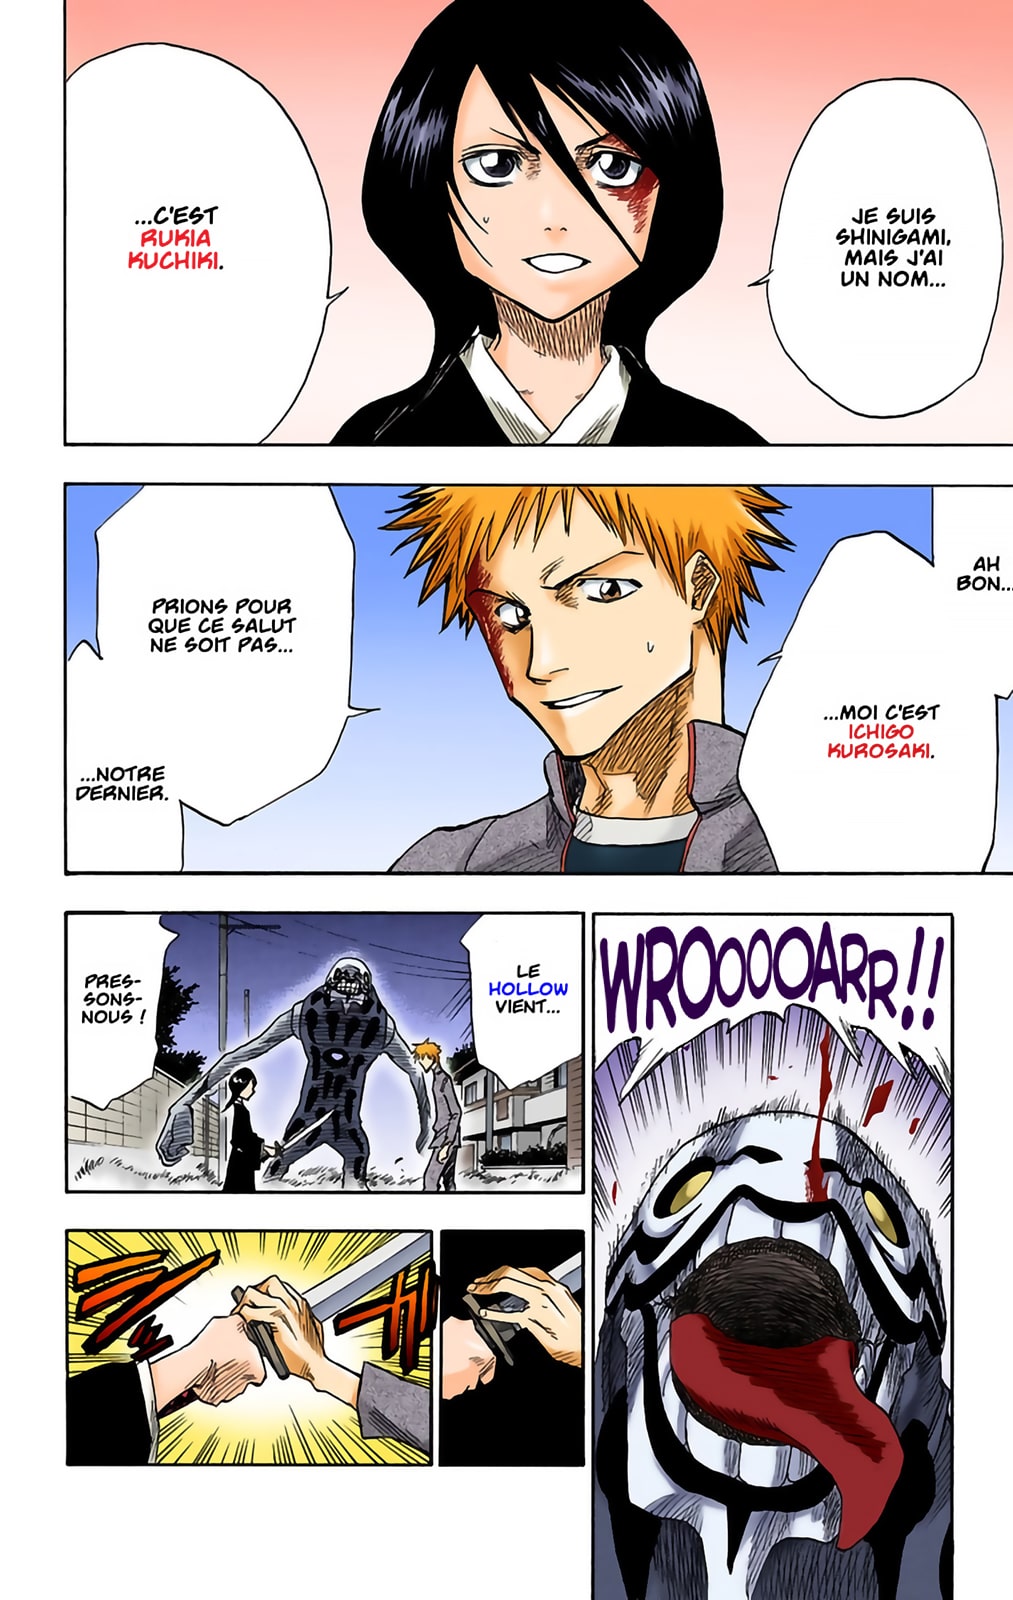 JE SUIS
SHINIGAMI,
MAIS J'AI
UN NOM...
...C'EST
RUKIA
KUCHIKI.
AH
BON...
...MOI C'EST
ICHIGO
KUROSAKI.
PRIONS POUR
QUE CE SALUT
NE SOIT PAS...
...NOTRE
DERNIER.
WROOOOARR!!
LE
HOLLOW
VIENT...
PRES-
SONS-
NOUS !